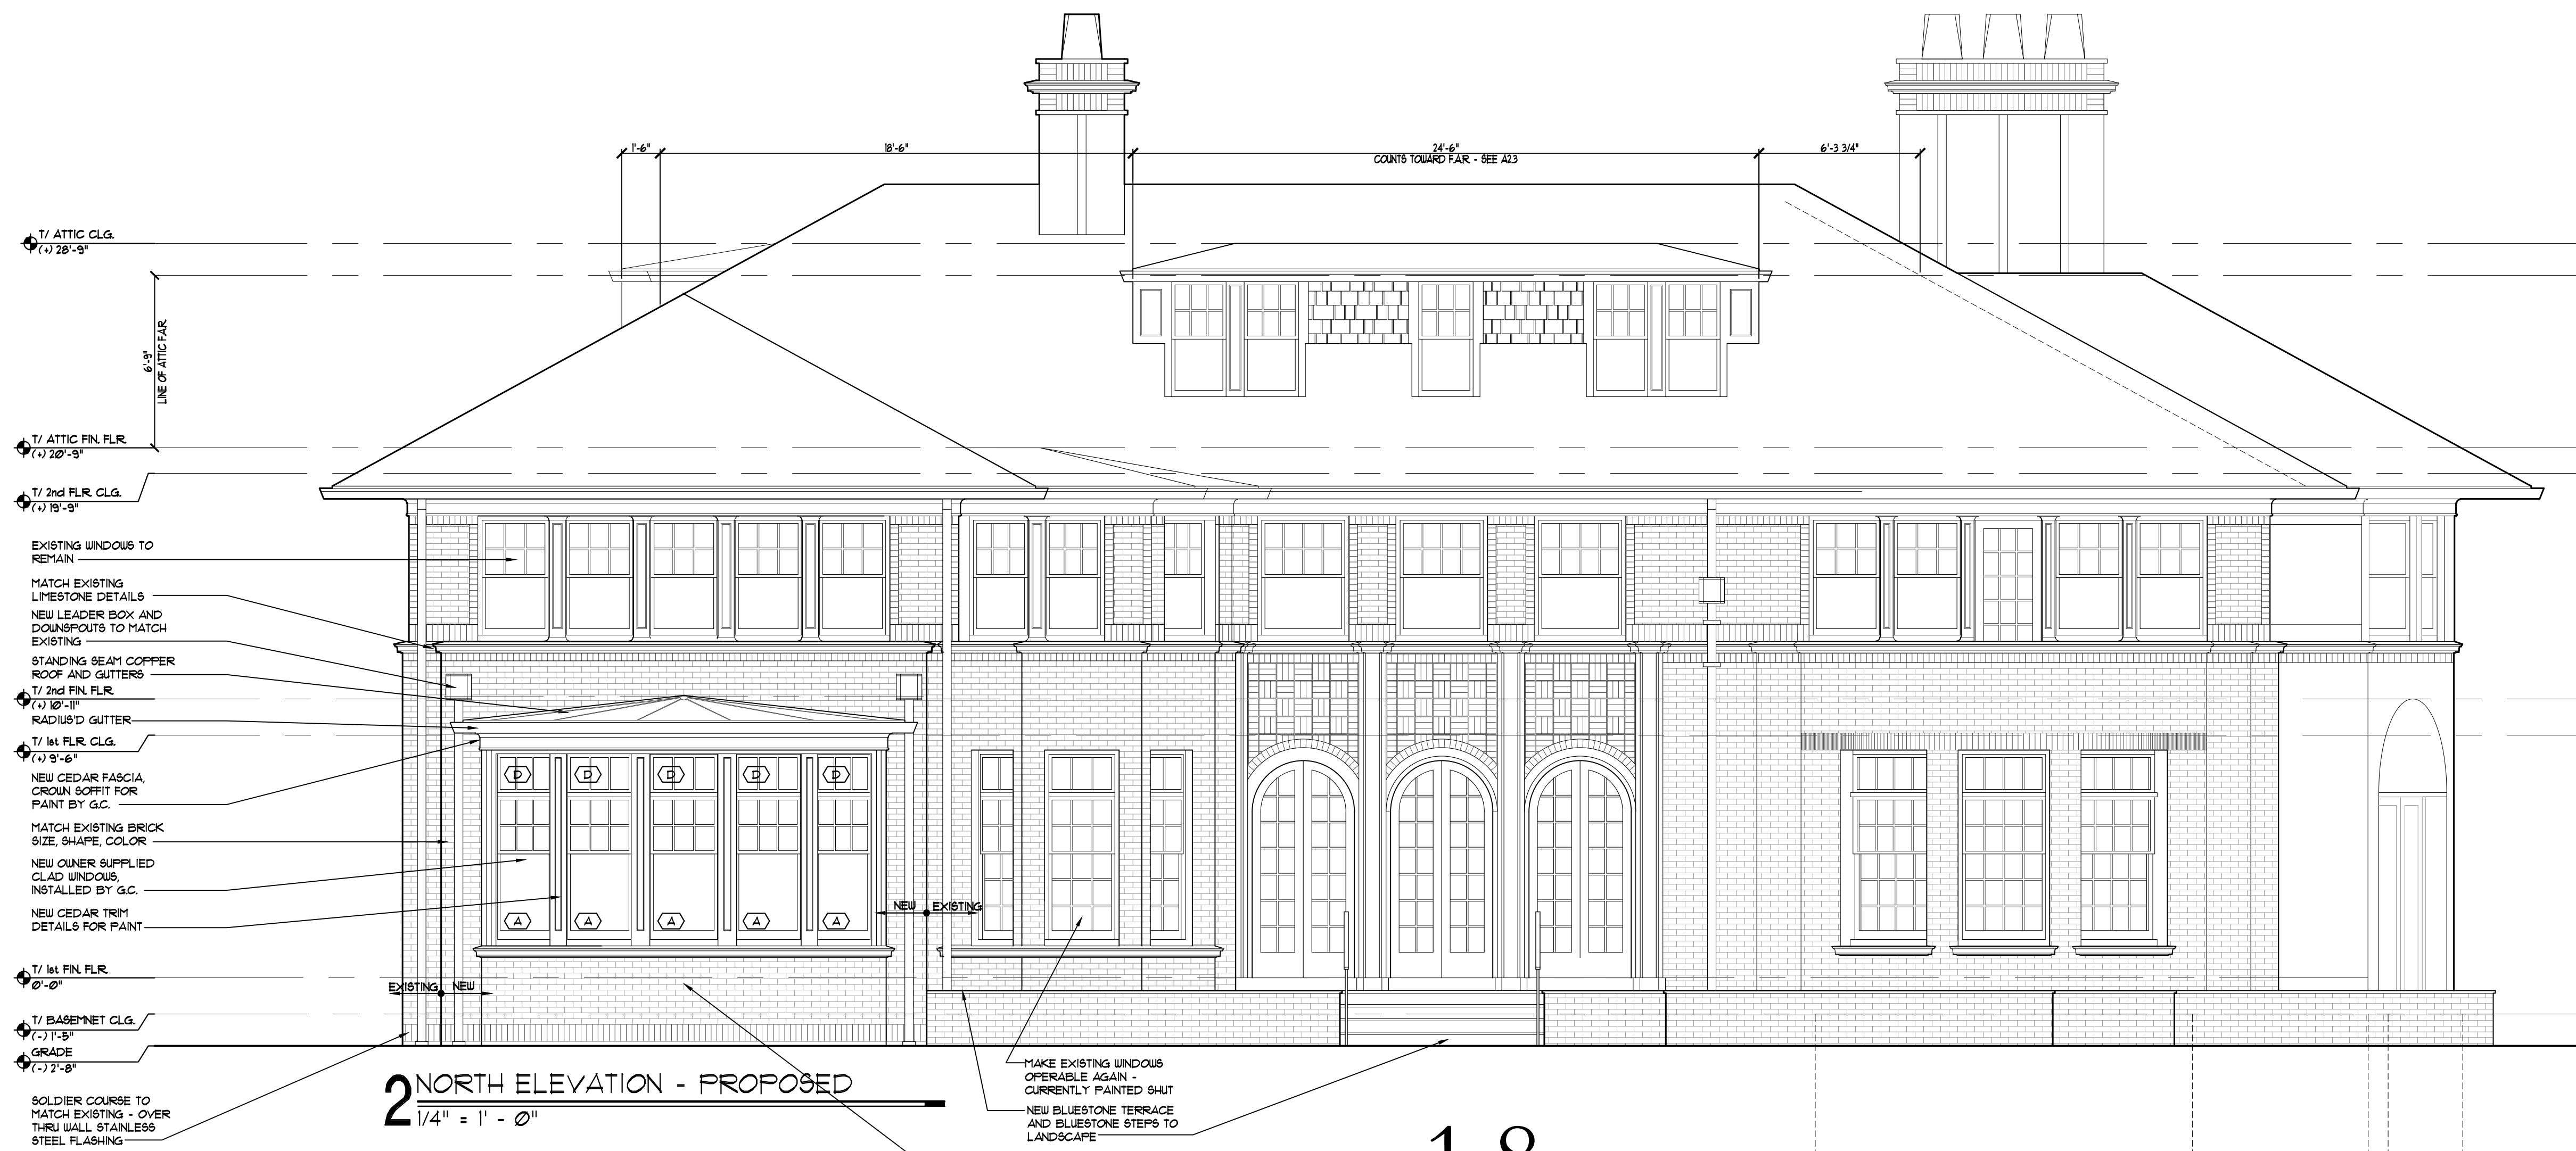 1'-6"
18'-6"
24'-6"
COUNTS TOWARD F.A.R. - SEE A2.3
6'-3 3/4"
T/ ATTIC CLG.
(+) 28'-9"
6'-9"
LINE OF ATTIC F.A.R.
T/ ATTIC FIN. FLR.
(+) 20'-9"
T/ 2nd FLR. CLG.
(+) 19'-9"
EXISTING WINDOWS TO
REMAIN
MATCH EXISTING
LIMESTONE DETAILS
NEW LEADER BOX AND
DOWNSPOUTS TO MATCH
EXISTING
STANDING SEAM COPPER
ROOF AND GUTTERS
T/ 2nd FIN. FLR.
(+) 10'-11"
RADIUS'D GUTTER
T/ 1st FLR. CLG.
(+) 9'-6"
NEW CEDAR FASCIA,
CROWN SOFFIT FOR
PAINT BY G.C.
MATCH EXISTING BRICK
SIZE, SHAPE, COLOR
NEW OWNER SUPPLIED
CLAD WINDOWS,
INSTALLED BY G.C.
NEW CEDAR TRIM
DETAILS FOR PAINT
D D D D D
A A A A A
NEW EXISTING
T/ 1st FIN. FLR.
0'-0"
EXISTING NEW
T/ BASEMNET CLG.
(-) 1'-5"
GRADE
(-) 2'-8"
SOLDIER COURSE TO
MATCH EXISTING - OVER
THRU WALL STAINLESS
STEEL FLASHING
2 NORTH ELEVATION - PROPOSED
1/4" = 1' - 0"
MAKE EXISTING WINDOWS
OPERABLE AGAIN -
CURRENTLY PAINTED SHUT
NEW BLUESTONE TERRACE
AND BLUESTONE STEPS TO
LANDSCAPE